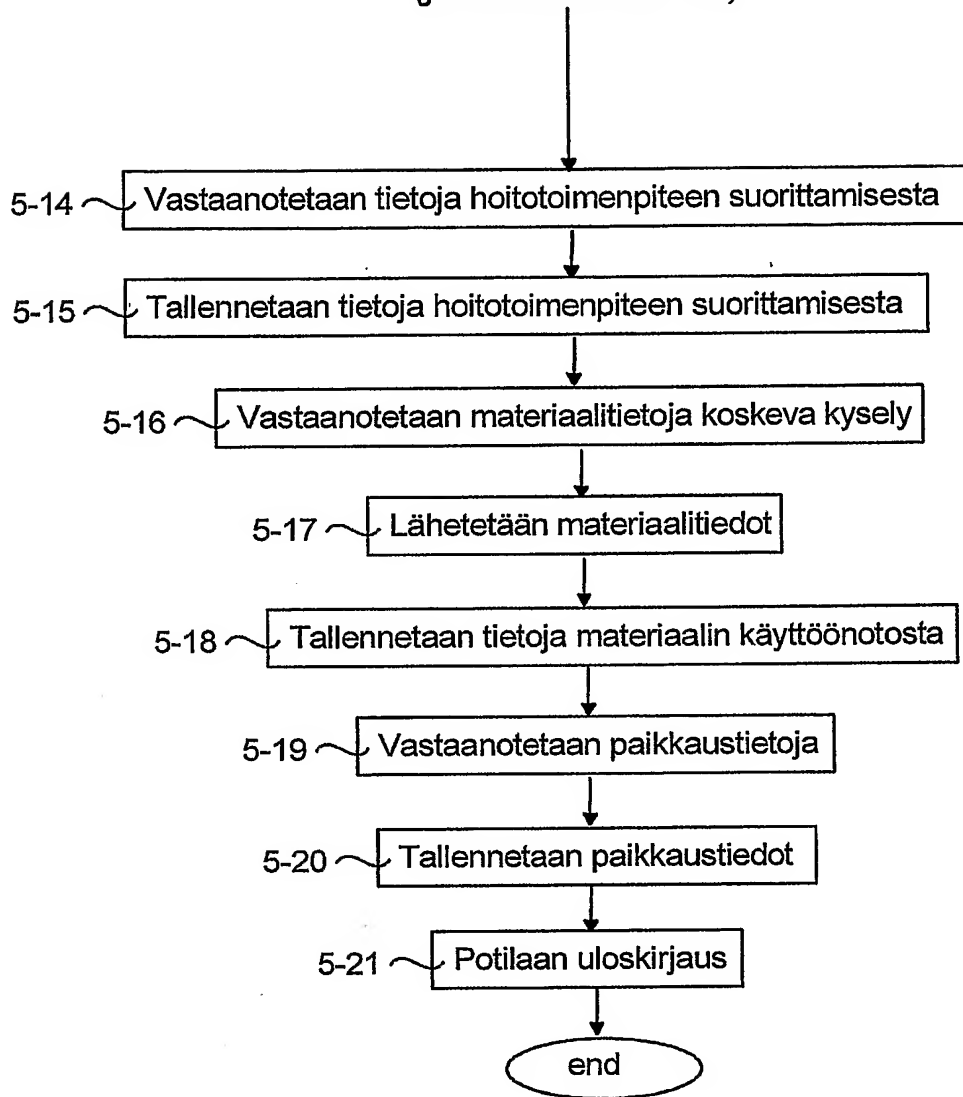 5-14 Vastaanotetaan tietoja hoitotoimenpiteen suorittamisesta
5-15 Tallennetaan tietoja hoitotoimenpiteen suorittamisesta
5-16 Vastaanotetaan materiaalitietoja koskeva kysely
5-17 Lähetetään materiaalitiedot
5-18 Tallennetaan tietoja materiaalin käyttöönotosta
5-19 Vastaanotetaan paikkaustietoja
5-20 Tallennetaan paikkaustiedot
5-21 Potilaan uloskirjaus
end